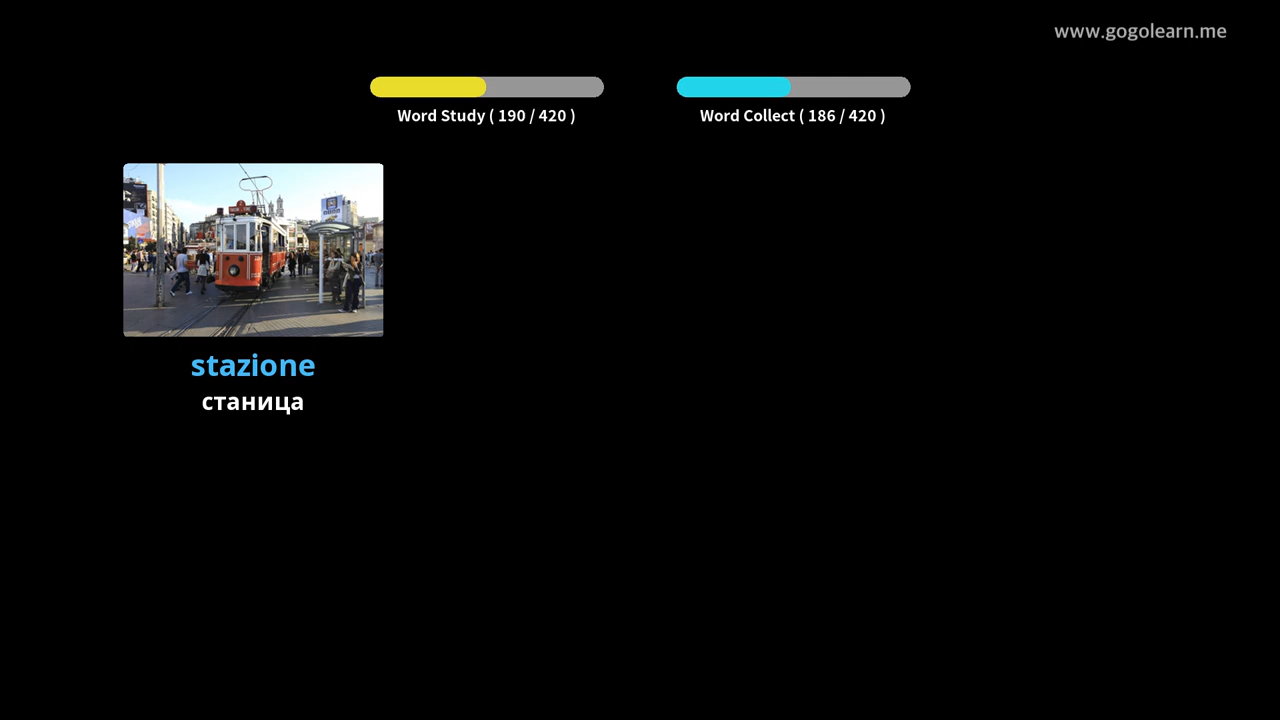 www.gogolearn.me
Word Study ( 190 / 420 )
Word Collect ( 186 / 420 )
stazione
станица